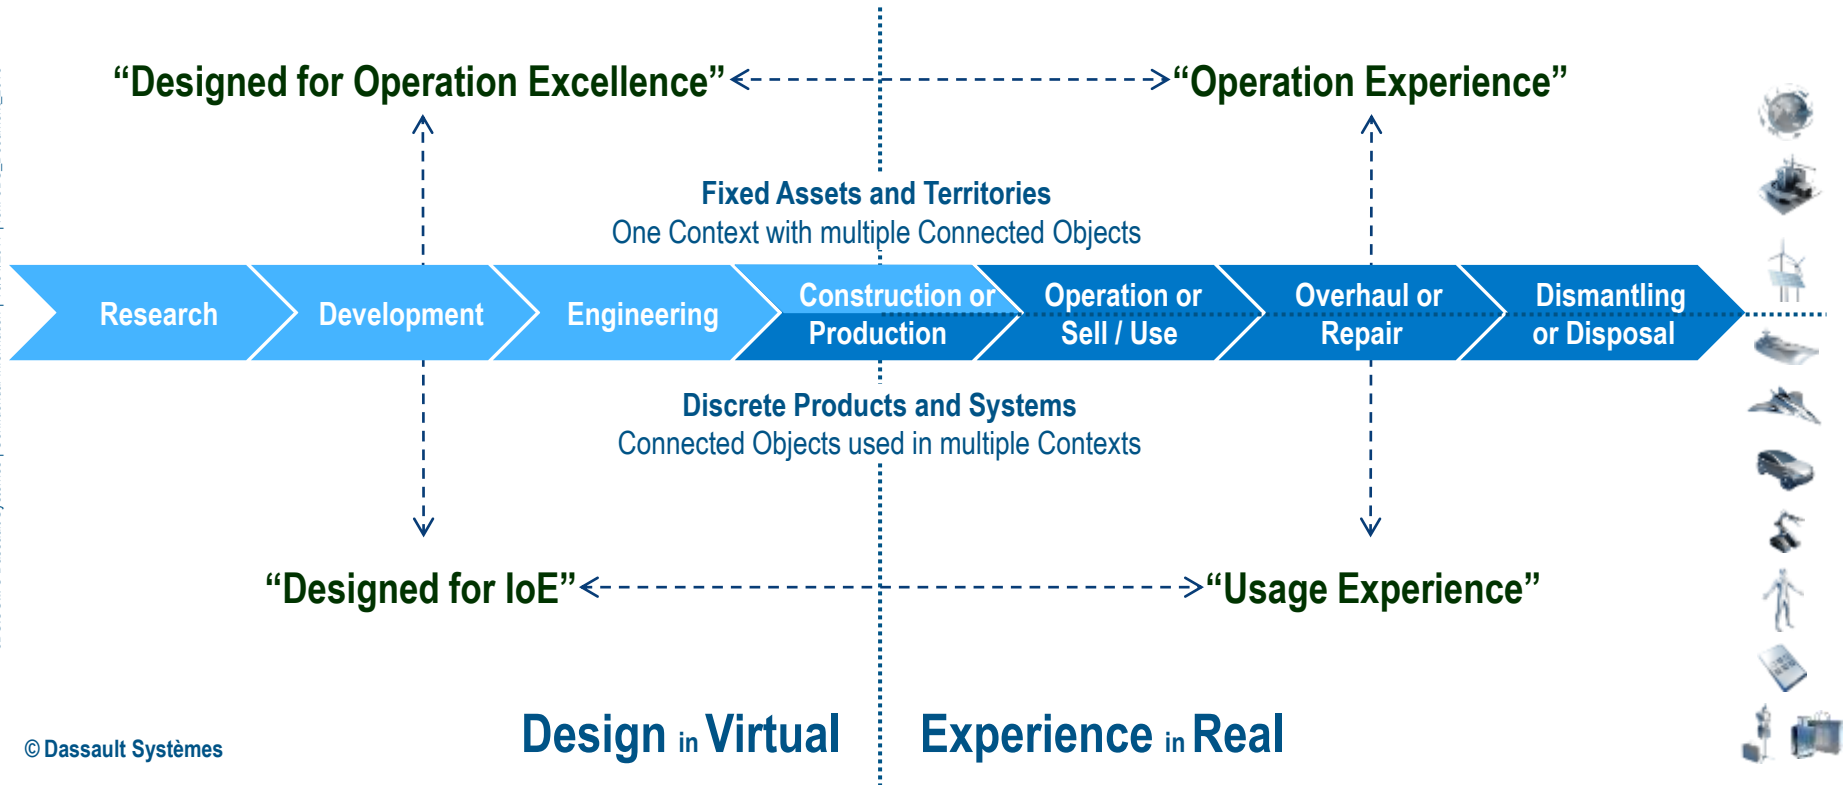 “Designed for Operation Excellence”
“Operation Experience”
Fixed Assets and Territories
One Context with multiple Connected Objects
Research
Development
Engineering
Construction or
Production
Operation or
Sell / Use
Overhaul or
Repair
Dismantling
or Disposal
Discrete Products and Systems
Connected Objects used in multiple Contexts
“Designed for IoE”
“Usage Experience”
Design in Virtual
Experience in Real
© Dassault Systèmes